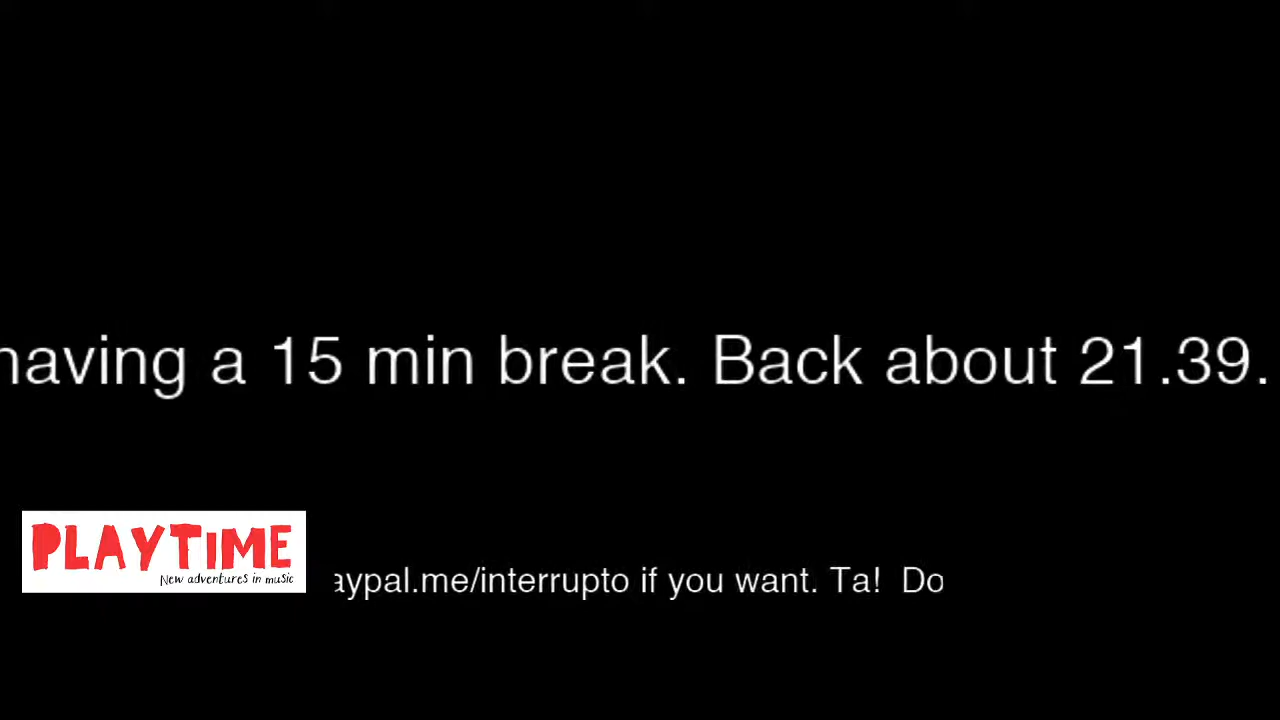 having a 15 min break. Back about 21.39.
PLAYTIME
New adventures in music
aypal.me/interrupto if you want. Ta! Do